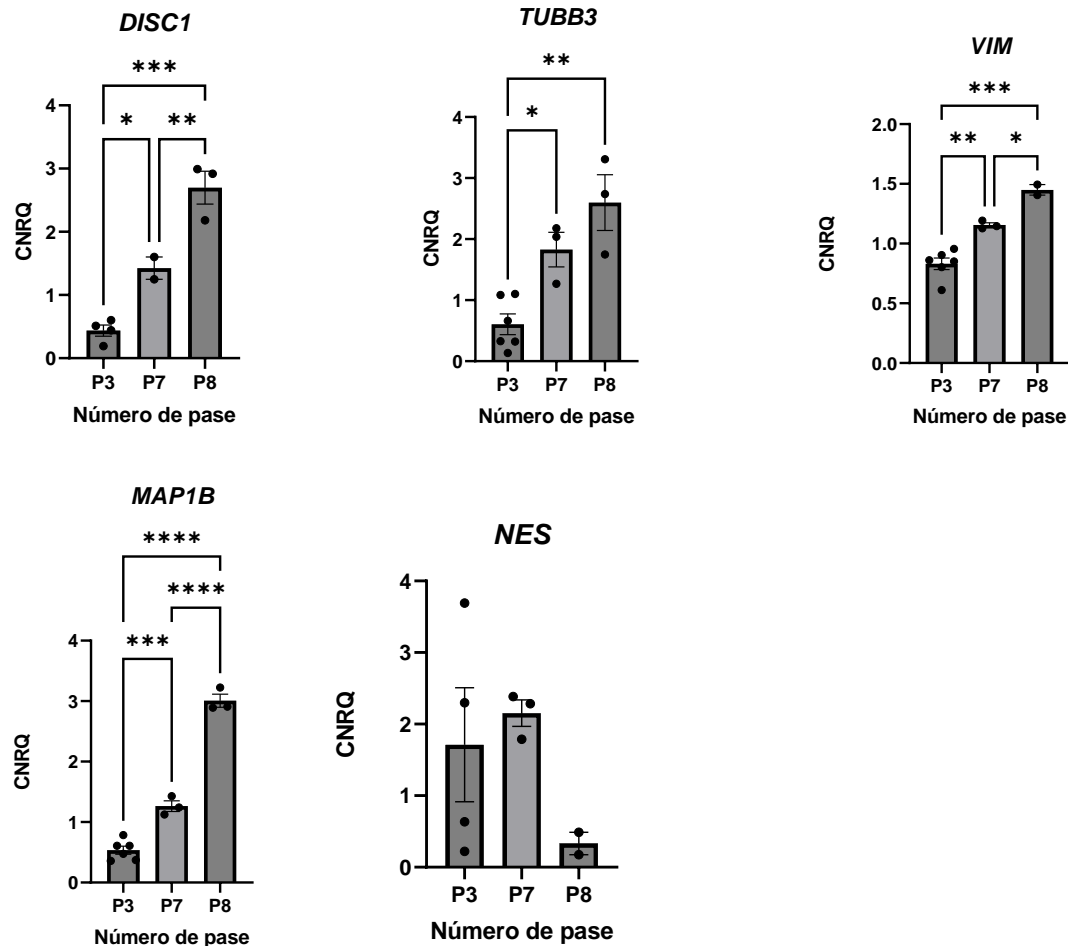 DISC1
***
* **
4
3
2
1
0
CNRQ
P3 P7 P8
Número de pase
TUBB3
**
*
4
3
2
1
0
CNRQ
P3 P7 P8
Número de pase
VIM
***
** *
2.0
1.5
1.0
0.5
0.0
CNRQ
P3 P7 P8
Número de pase
MAP1B
****
****
***
4
3
2
1
0
CNRQ
P3 P7 P8
Número de pase
NES
4
3
2
1
0
CNRQ
P3 P7 P8
Número de pase